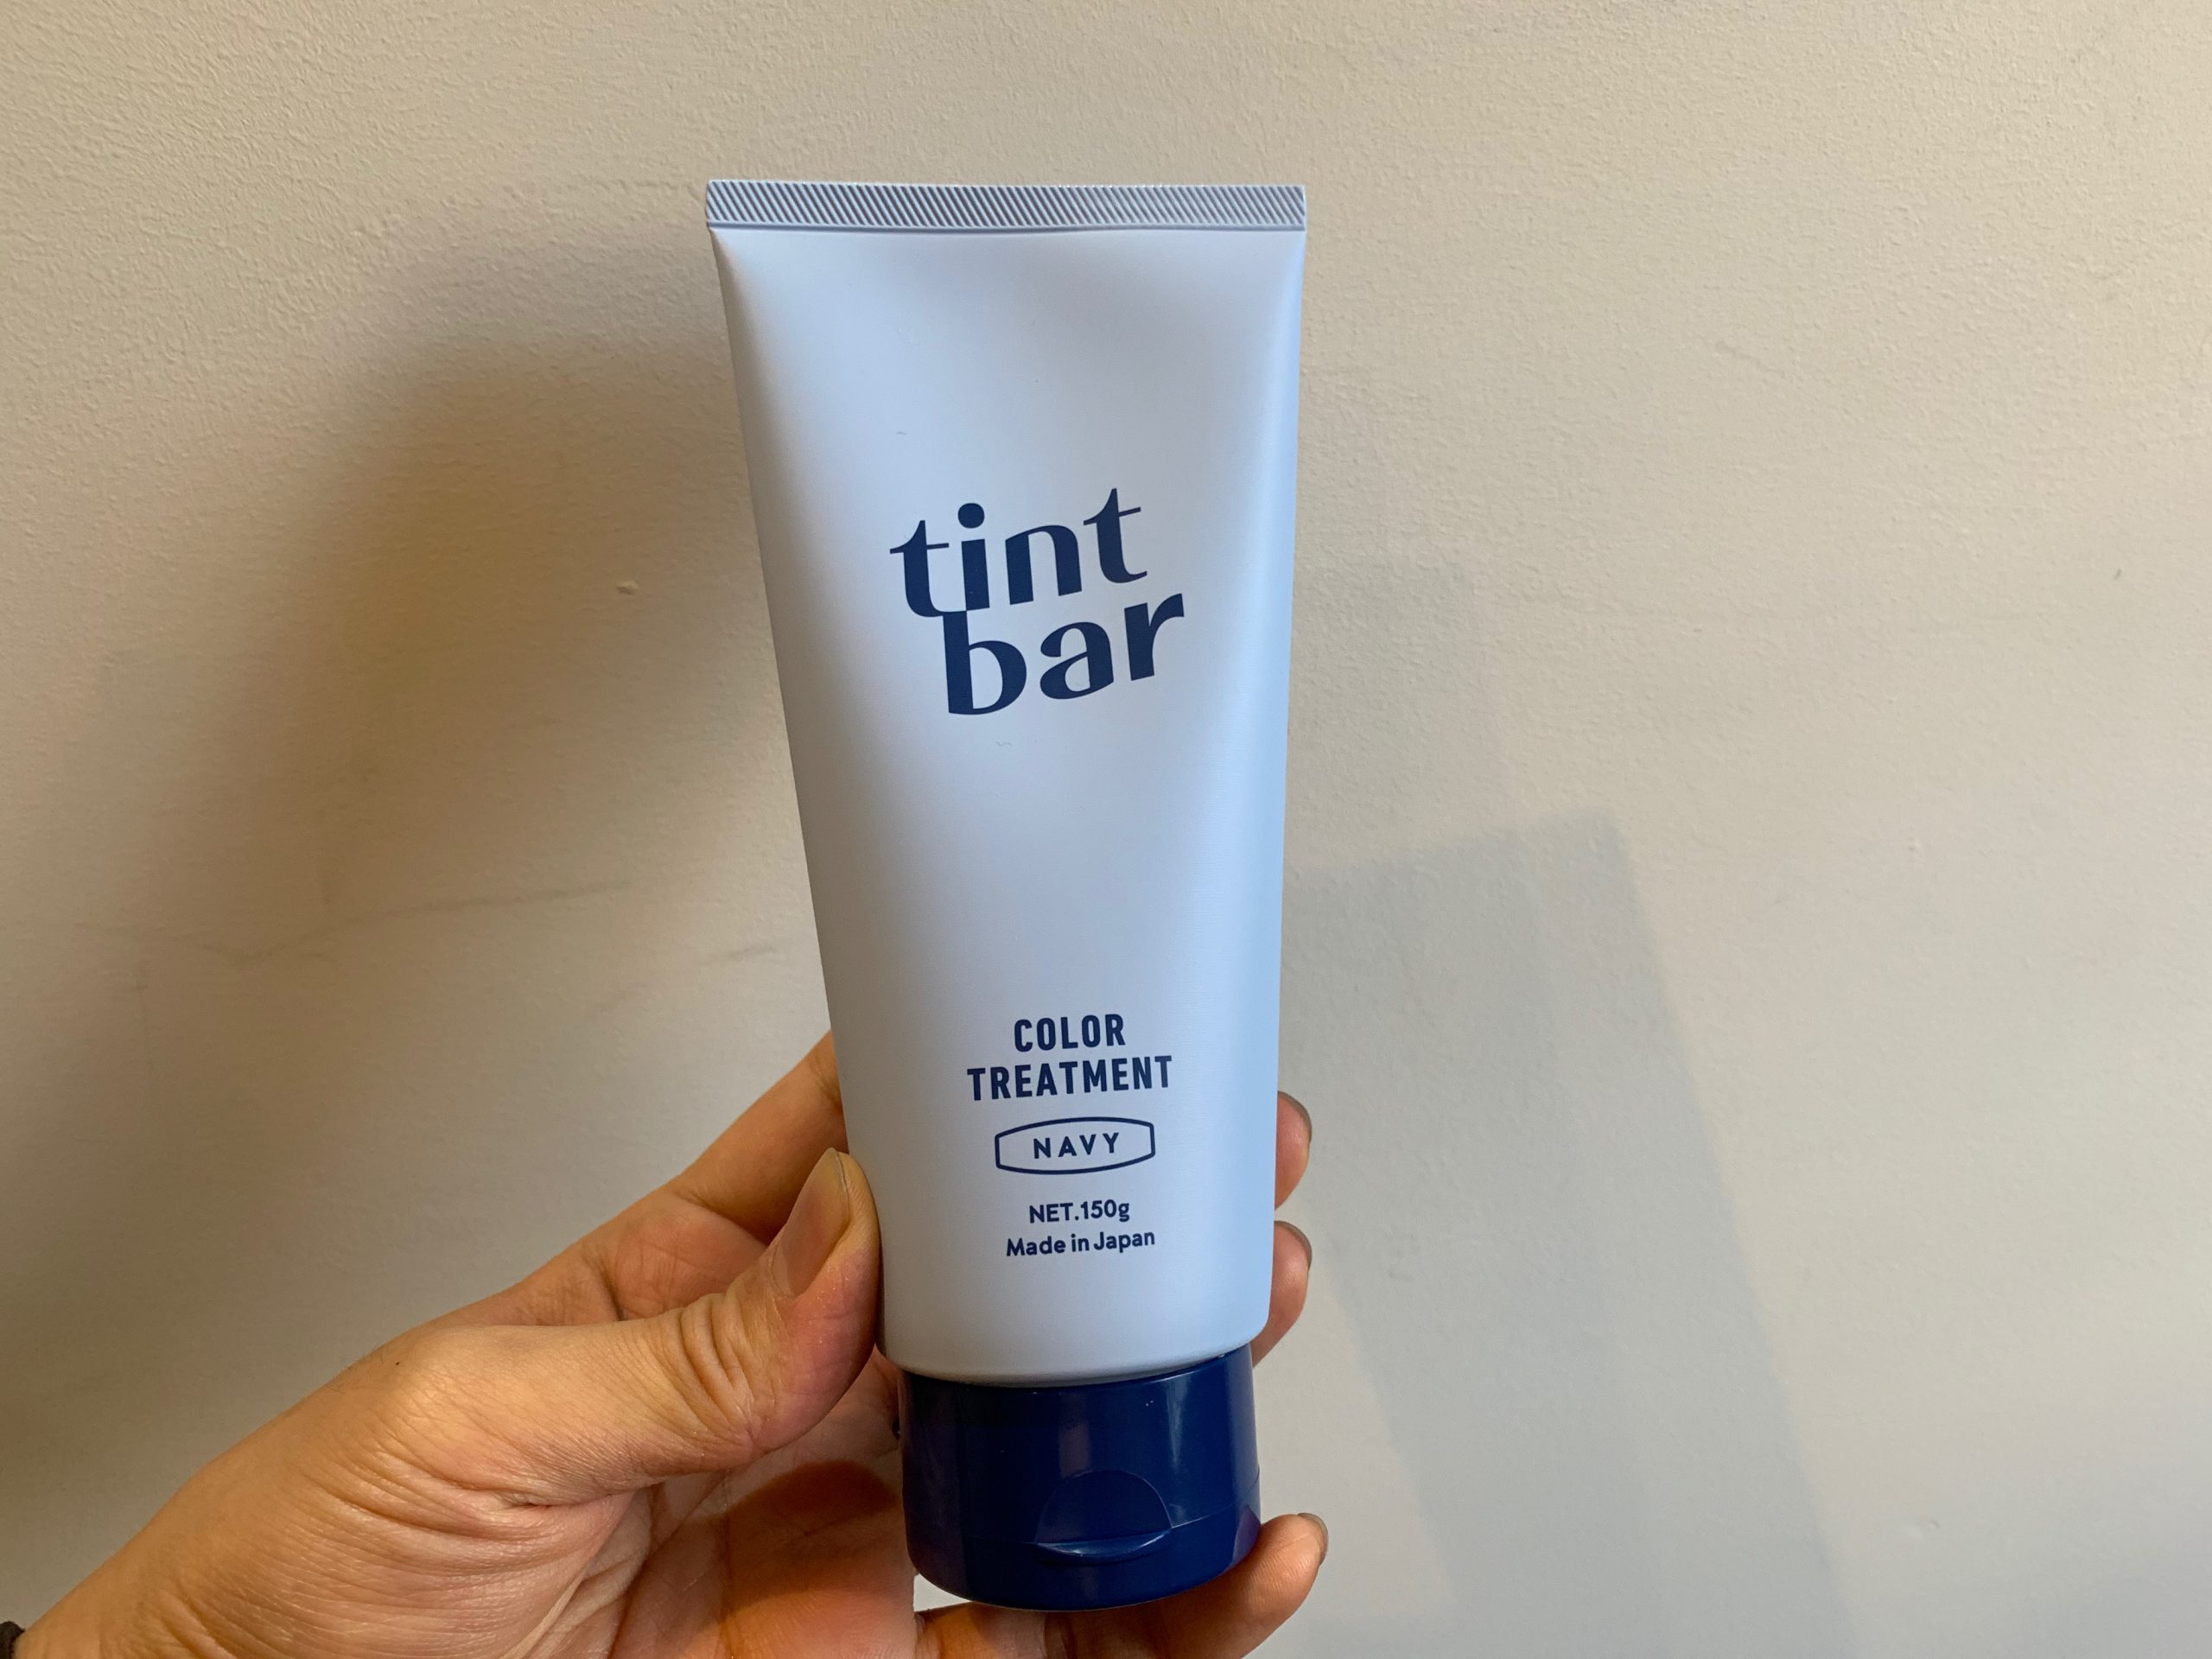 tint
bar
COLOR
TREATMENT
NAVY
NET.150g
Made in Japan